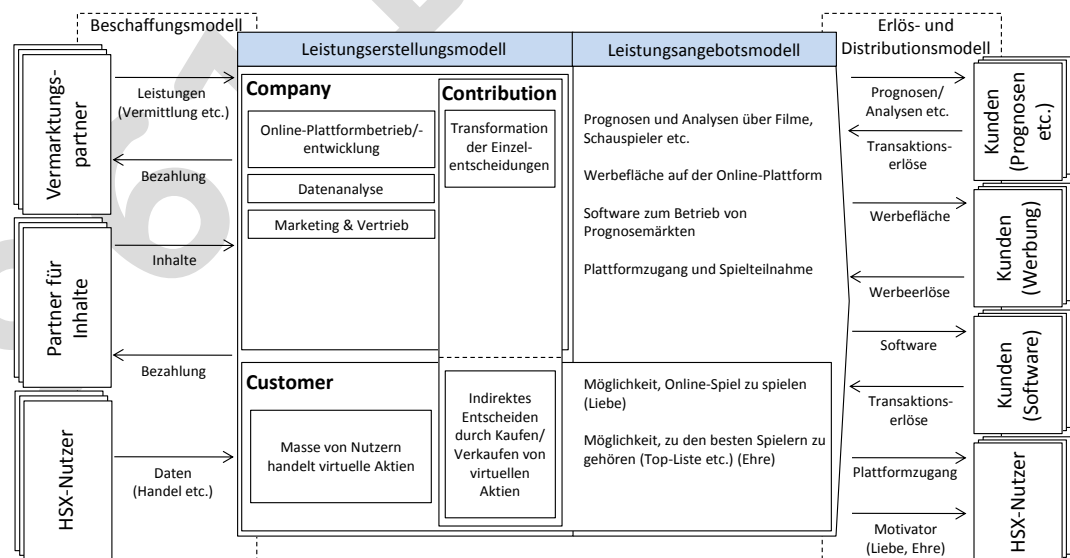 Beschaffungsmodell
Leistungserstellungsmodell
Leistungsangebotsmodell
Erlös- und
Distributionsmodell
Vermarktungs-
partner
Leistungen
(Vermittlung etc.)
Bezahlung
Partner für
Inhalte
Inhalte
Bezahlung
HSX-Nutzer
Daten
(Handel etc.)
Company
Online-Plattformbetrieb/-
entwicklung
Datenanalyse
Marketing & Vertrieb
Contribution
Transformation
der Einzel-
entscheidungen
Customer
Masse von Nutzern
handelt virtuelle Aktien
Indirektes
Entscheiden
durch Kaufen/
Verkaufen von
virtuellen
Aktien
Prognosen und Analysen über Filme,
Schauspieler etc.
Werbefläche auf der Online-Plattform
Software zum Betrieb von
Prognosemärkten
Plattformzugang und Spielteilnahme
Möglichkeit, Online-Spiel zu spielen
(Liebe)
Möglichkeit, zu den besten Spielern zu
gehören (Top-Liste etc.) (Ehre)
Prognosen/
Analysen etc.
Transaktions-
erlöse
Kunden
(Prognosen
etc.)
Werbefläche
Werbeerlöse
Kunden
(Werbung)
Software
Transaktions-
erlöse
Kunden
(Software)
Plattformzugang
Motivator
(Liebe, Ehre)
HSX-Nutzer